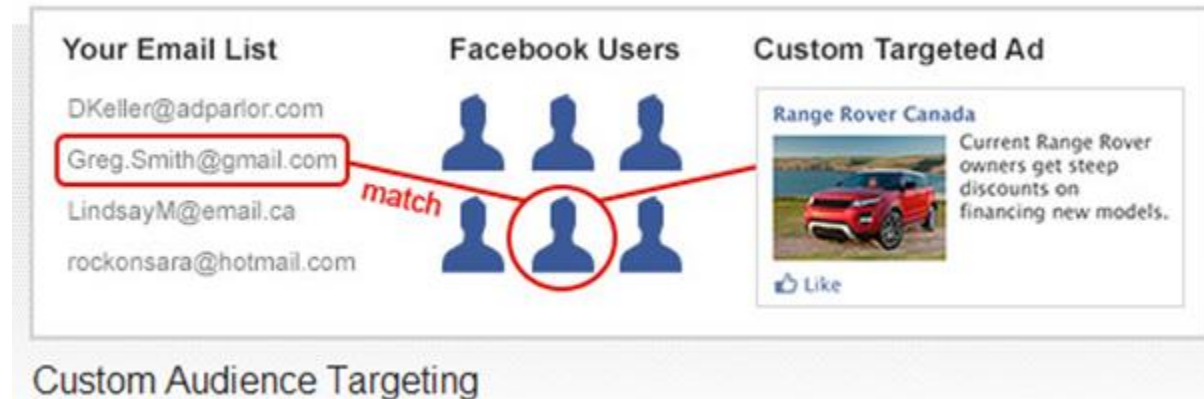 Your Email List
DKeller@adparlor.com
Greg.Smith@gmail.com
LindsayM@email.ca
rockonsara@hotmail.com
match
Facebook Users
Custom Targeted Ad
Range Rover Canada
Current Range Rover
owners get steep
discounts on
financing new models.
Like
Custom Audience Targeting